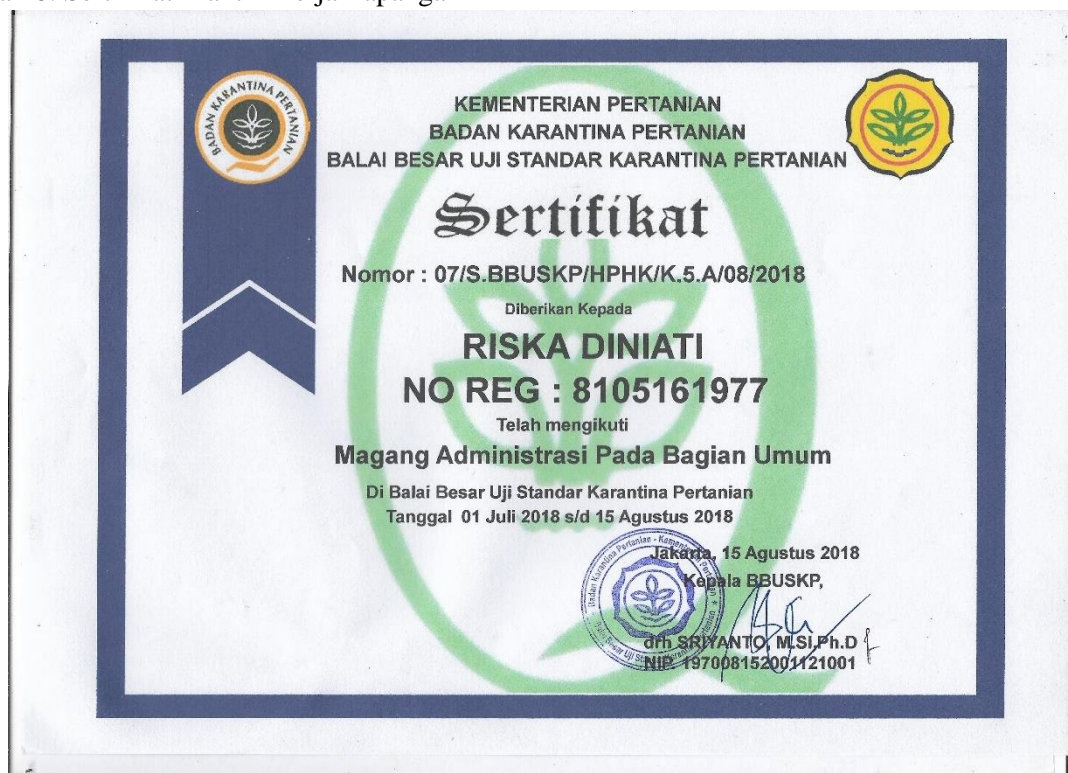 BADAN KARANTINA PERTANIAN
KEMENTERIAN PERTANIAN
BADAN KARANTINA PERTANIAN
BALAI BESAR UJI STANDAR KARANTINA PERTANIAN
Sertifikat
Nomor : 07/S.BBUSKP/HPHK/K.5.A/08/2018
Diberikan Kepada
RISKA DINIATI
NO REG : 8105161977
Telah mengikuti
Magang Administrasi Pada Bagian Umum
Di Balai Besar Uji Standar Karantina Pertanian
Tanggal 01 Juli 2018 s/d 15 Agustus 2018
Jakarta, 15 Agustus 2018
Kepala BBUSKP,
drh SRIYANTO, M.Si,Ph.D
NIP. 197008152001121001